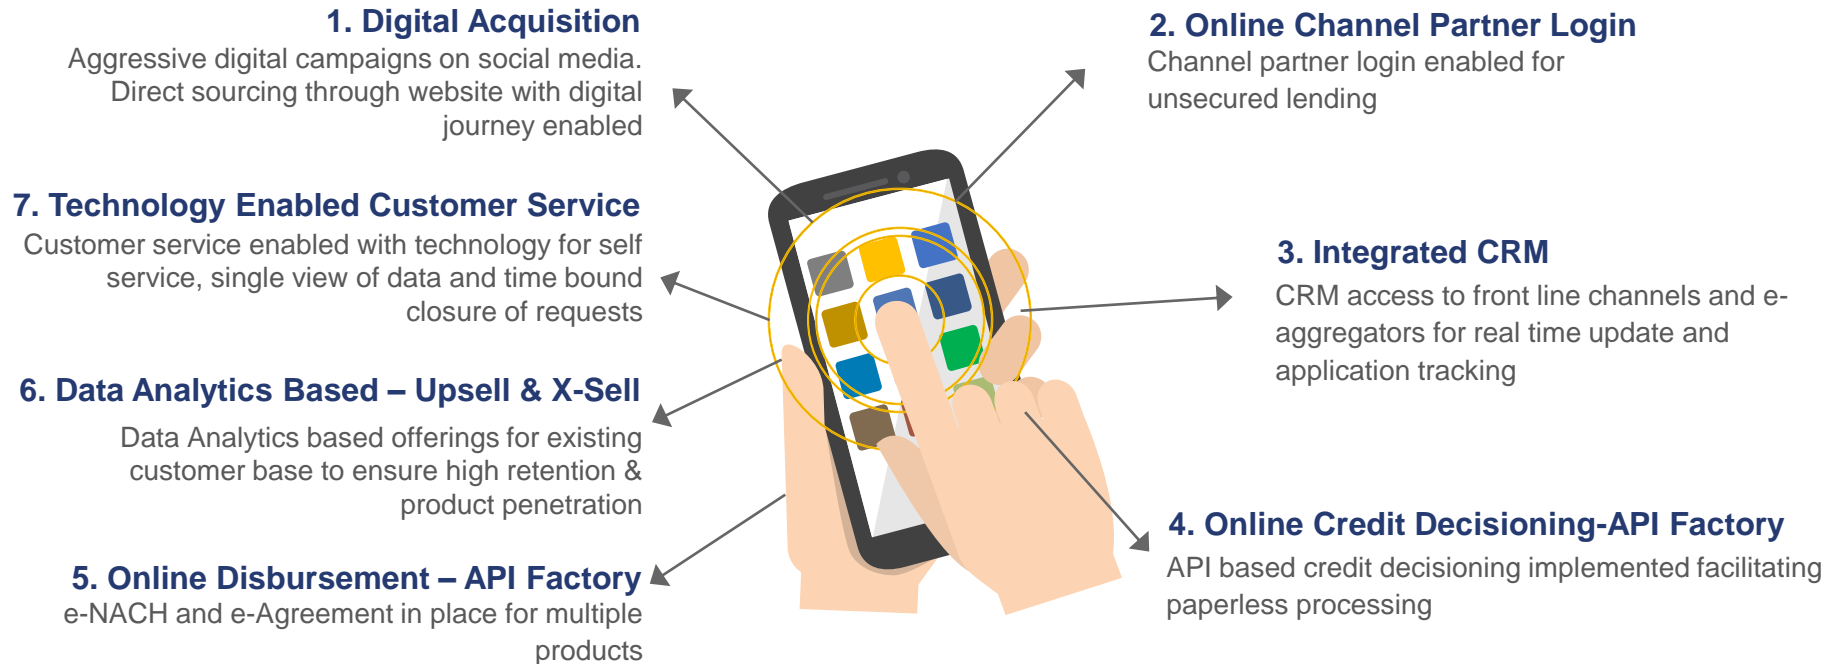 1. Digital Acquisition
Aggressive digital campaigns on social media.
Direct sourcing through website with digital
journey enabled
2. Online Channel Partner Login
Channel partner login enabled for
unsecured lending
3. Integrated CRM
CRM access to front line channels and e-
aggregators for real time update and
application tracking
4. Online Credit Decisioning-API Factory
API based credit decisioning implemented facilitating
paperless processing
5. Online Disbursement – API Factory
e-NACH and e-Agreement in place for multiple
products
6. Data Analytics Based – Upsell & X-Sell
Data Analytics based offerings for existing
customer base to ensure high retention &
product penetration
7. Technology Enabled Customer Service
Customer service enabled with technology for self
service, single view of data and time bound
closure of requests